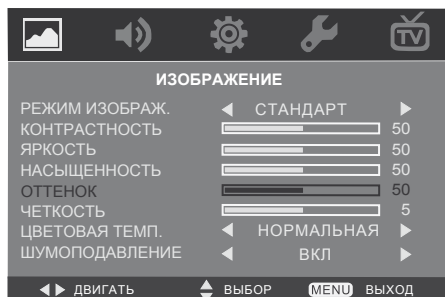 TV
ИЗОБРАЖЕНИЕ
РЕЖИМ ИЗОБРАЖ. СТАНДАРТ
КОНТРАСТНОСТЬ 50
ЯРКОСТЬ 50
НАСЫЩЕННОСТЬ 50
ОТТЕНОК 50
ЧЕТКОСТЬ 5
ЦВЕТОВАЯ ТЕМП. НОРМАЛЬНАЯ
ШУМОПОДАВЛЕНИЕ ВКЛ
ДВИГАТЬ ВЫБОР MENU ВЫХОД